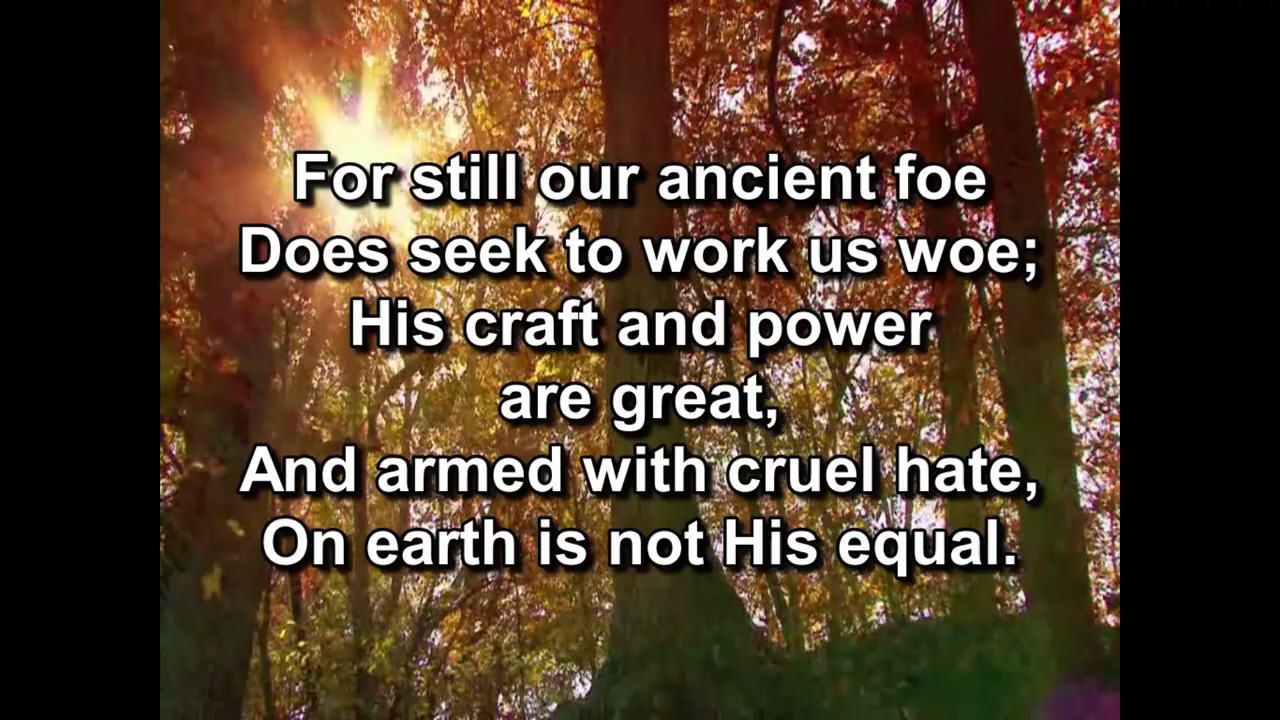 For still our ancient foe
Does seek to work us woe;
His craft and power
are great,
And armed with cruel hate,
On earth is not His equal.